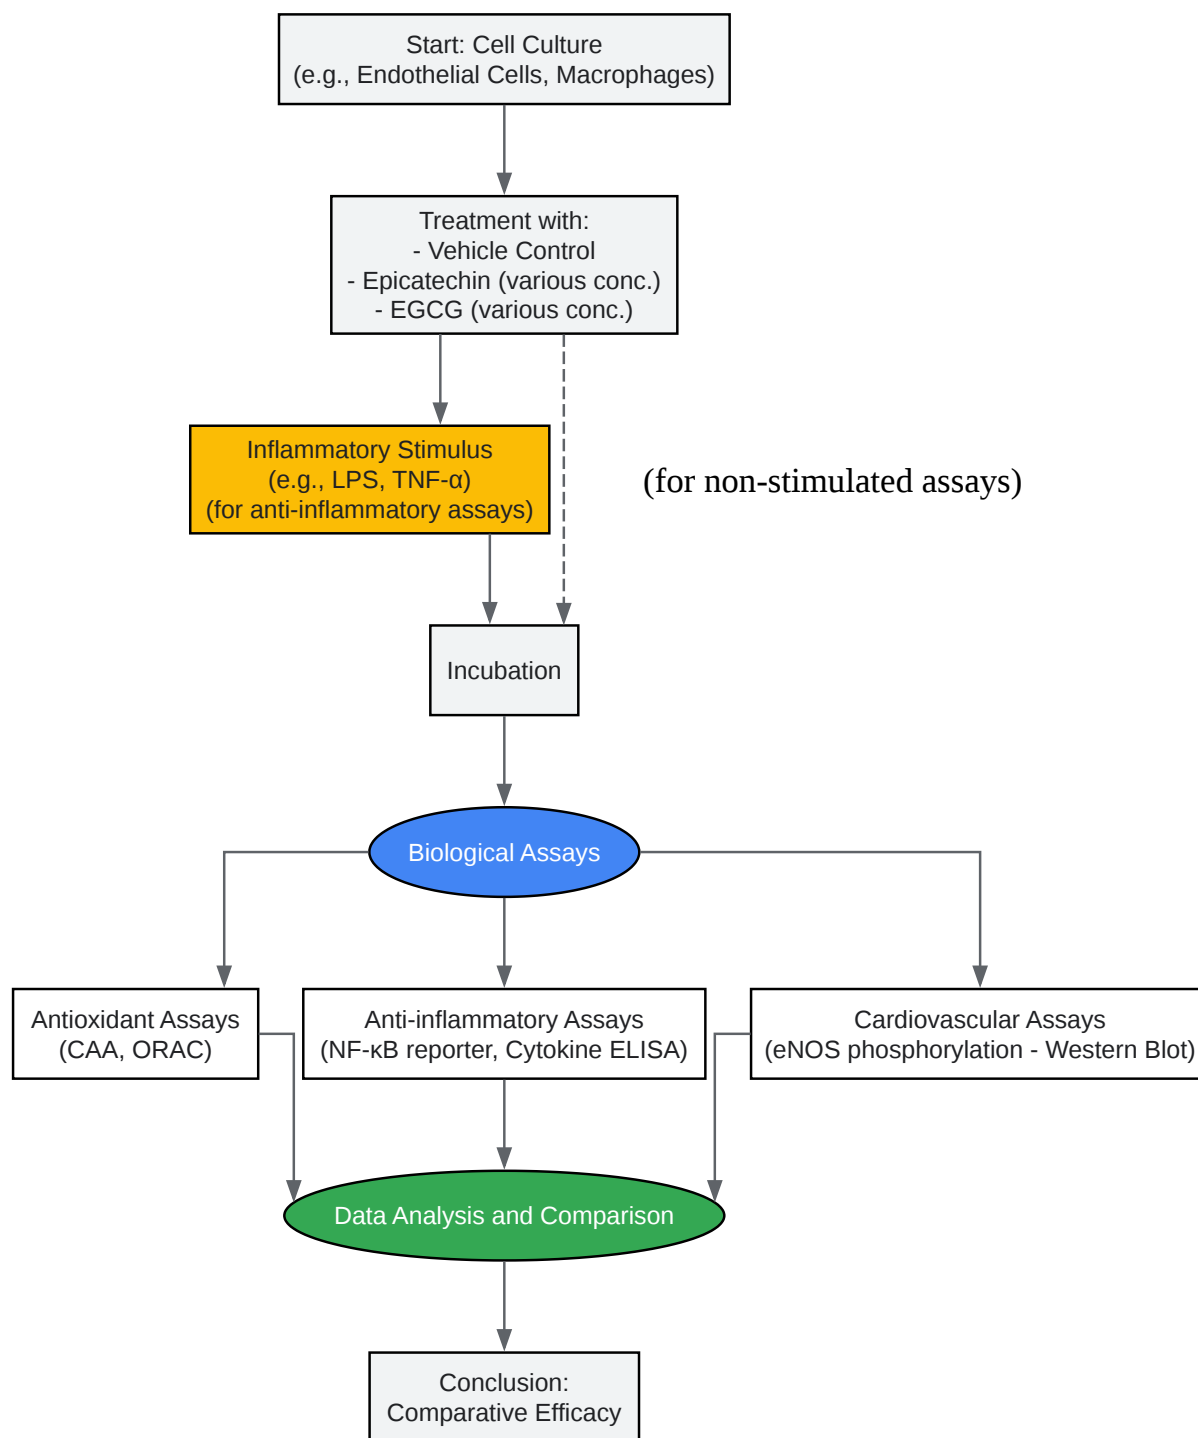 Start: Cell Culture
(e.g., Endothelial Cells, Macrophages)
Treatment with:
- Vehicle Control
- Epicatechin (various conc.)
- EGCG (various conc.)
Inflammatory Stimulus
(e.g., LPS, TNF-α)
(for anti-inflammatory assays)
(for non-stimulated assays)
Incubation
Biological Assays
Antioxidant Assays
(CAA, ORAC)
Anti-inflammatory Assays
(NF-κB reporter, Cytokine ELISA)
Cardiovascular Assays
(eNOS phosphorylation - Western Blot)
Data Analysis and Comparison
Conclusion:
Comparative Efficacy